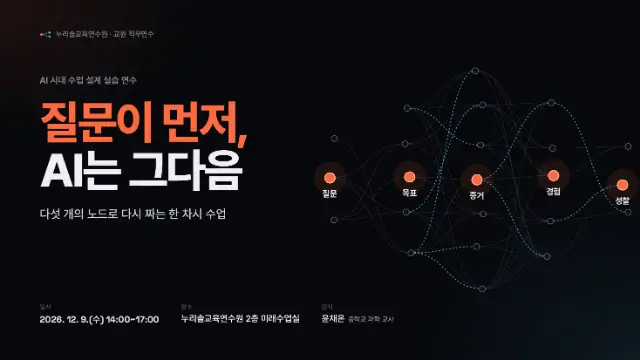 누리솔교육연수원 · 교원 직무연수
AI 시대 수업 설계 실습 연수
질문이 먼저,
AI는 그다음
다섯 개의 노드로 다시 짜는 한 차시 수업
질문
목표
증거
경험
성찰
일시
2026. 12. 9.(수) 14:00~17:00
장소
누리솔교육연수원 2층 미래수업실
강사
윤채온 중학교 과학 교사